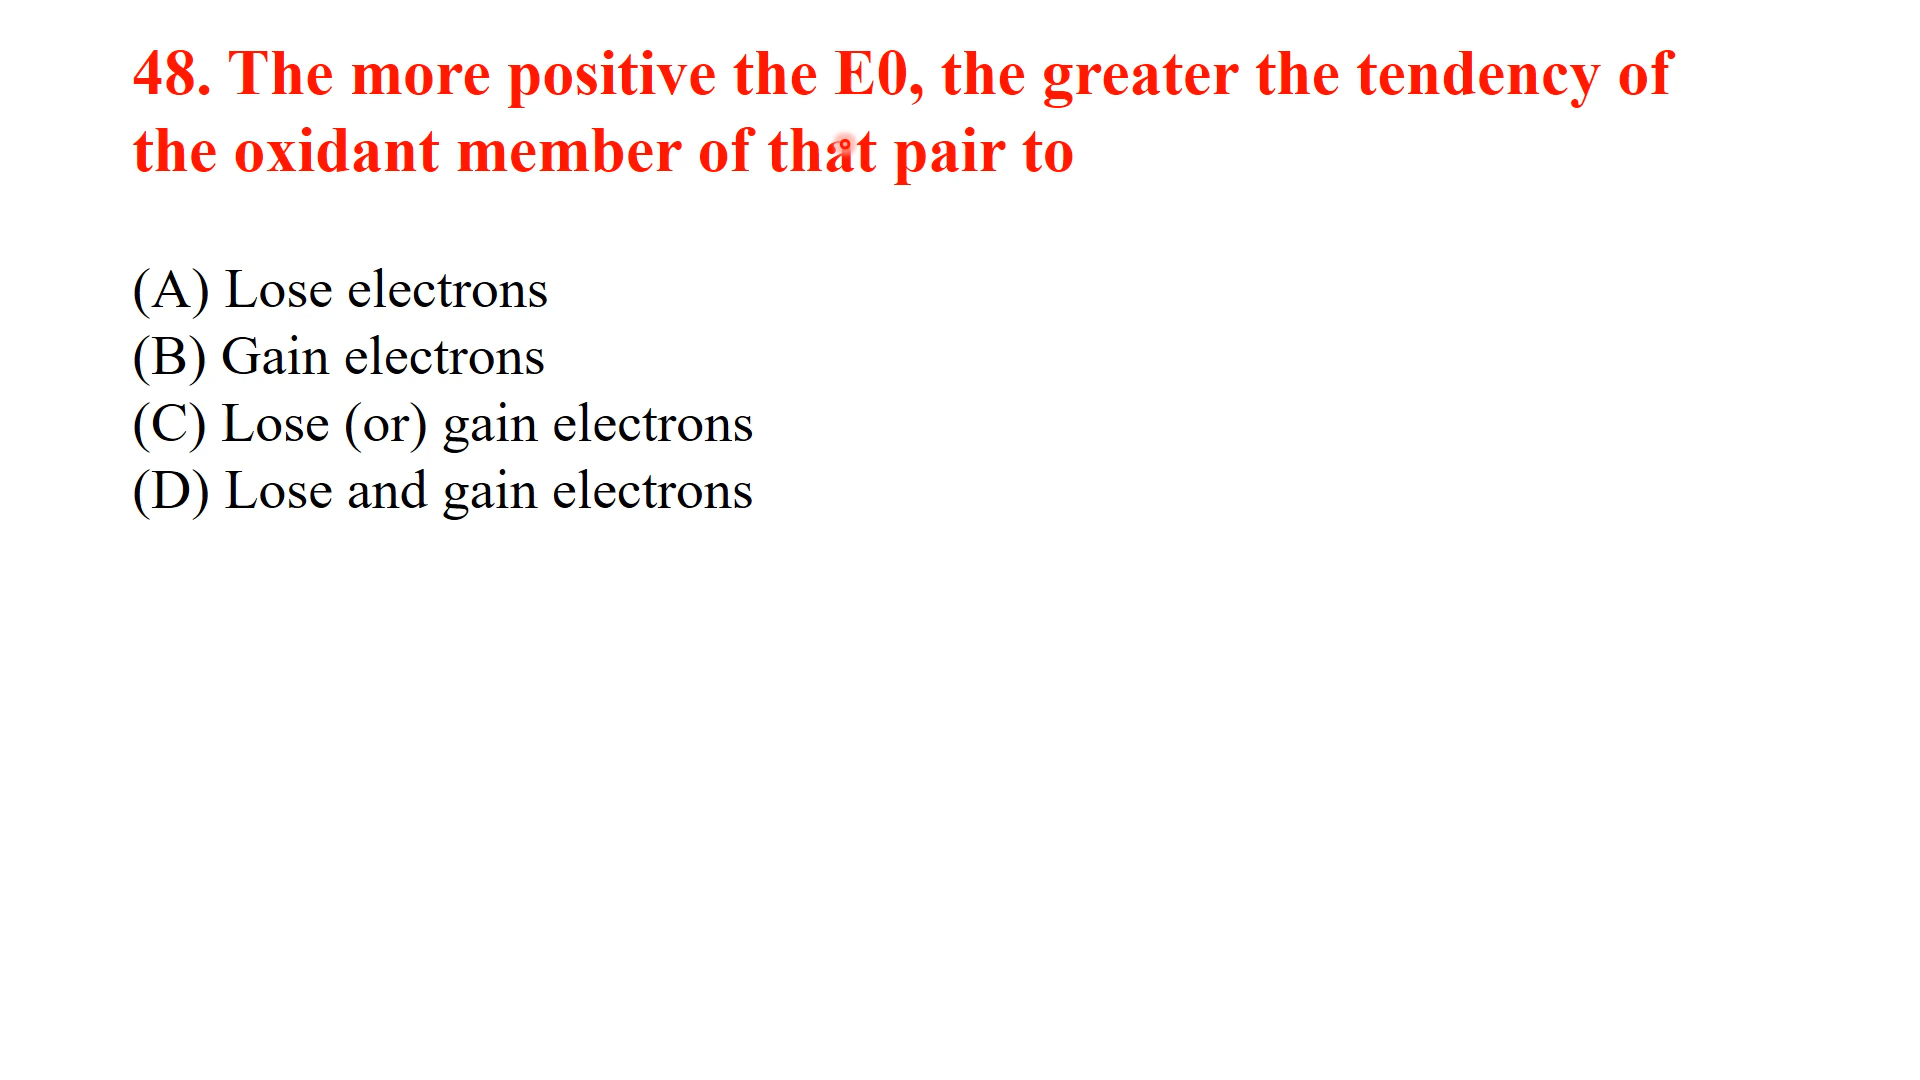 48. The more positive the E0, the greater the tendency of
the oxidant member of that pair to
(A) Lose electrons
(B) Gain electrons
(C) Lose (or) gain electrons
(D) Lose and gain electrons